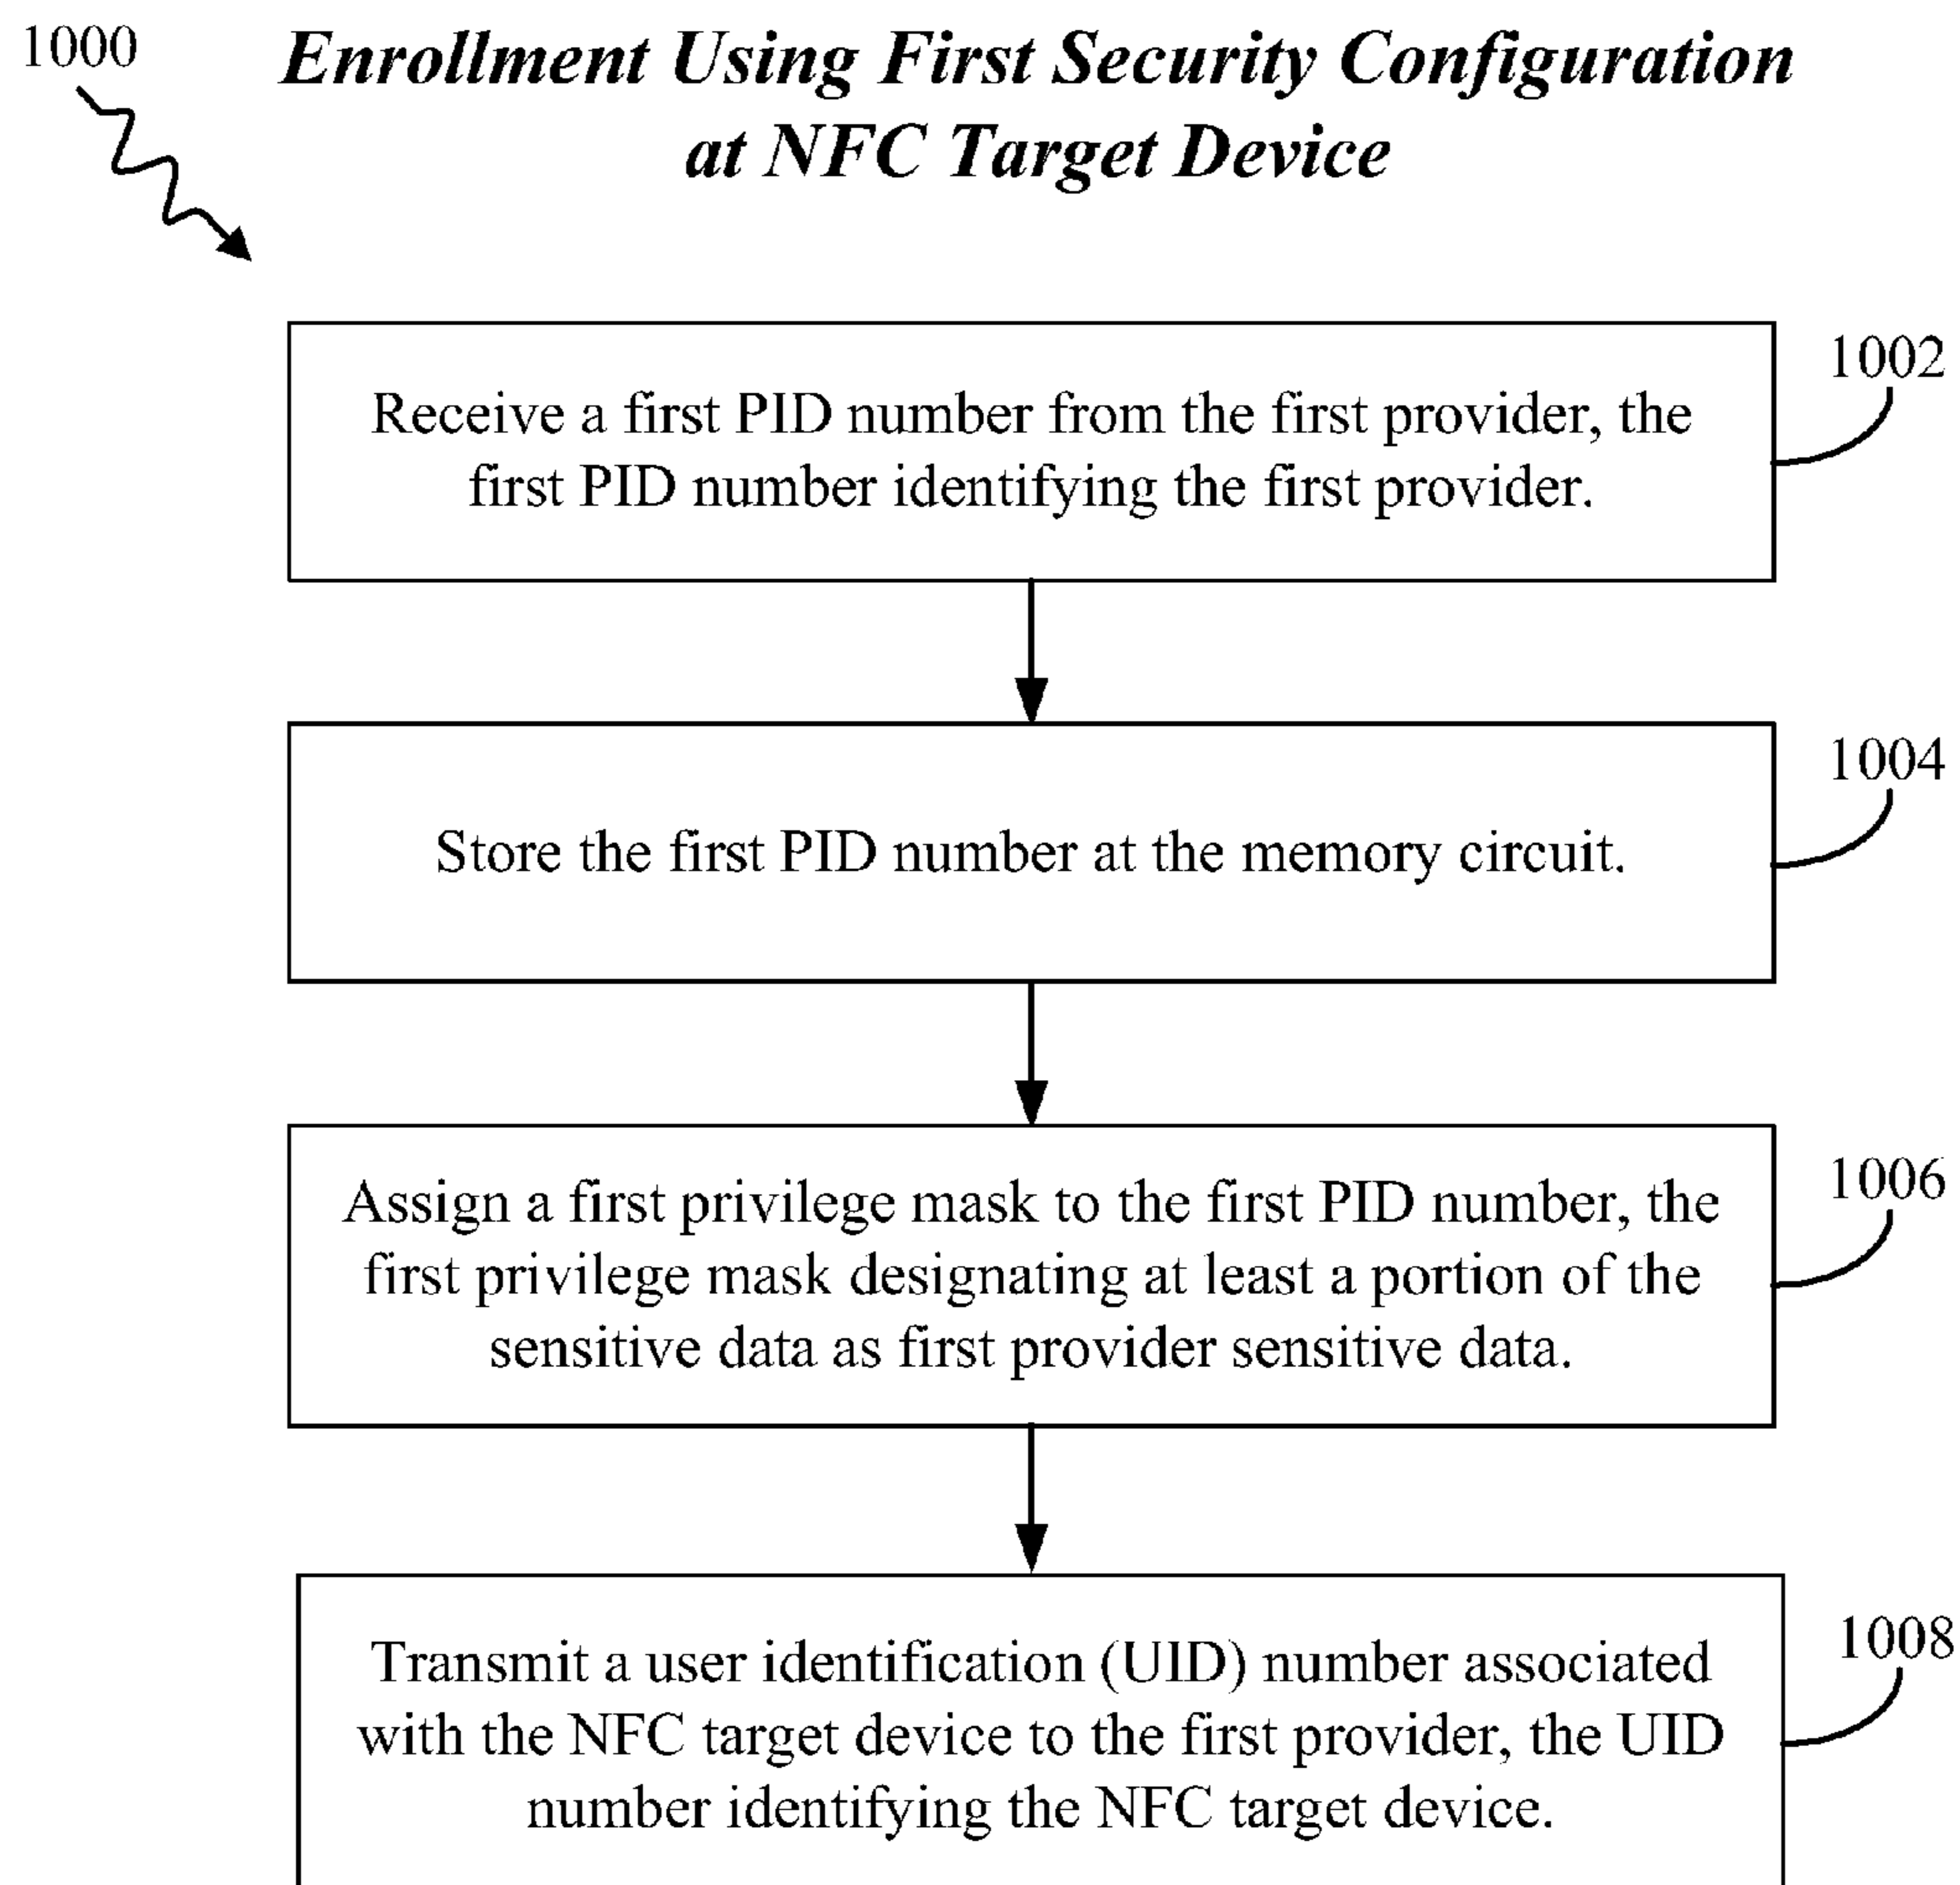 1000
Enrollment Using First Security Configuration
at NFC Target Device
1002
Receive a first PID number from the first provider, the
first PID number identifying the first provider.
1004
Store the first PID number at the memory circuit.
1006
Assign a first privilege mask to the first PID number, the
first privilege mask designating at least a portion of the
sensitive data as first provider sensitive data.
1008
Transmit a user identification (UID) number associated
with the NFC target device to the first provider, the UID
number identifying the NFC target device.